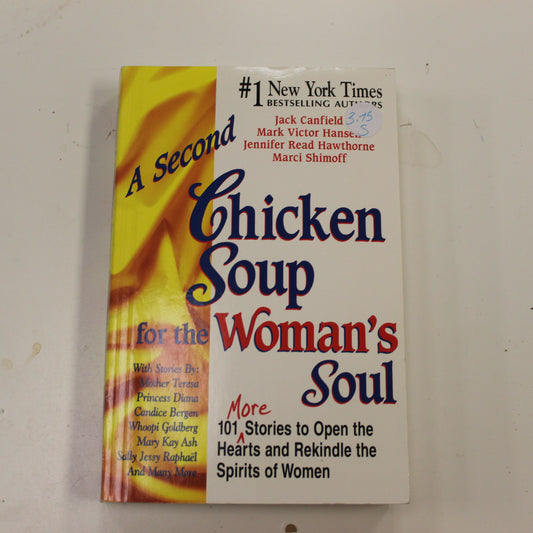 #1 New York Times
BESTSELLING AUTHORS
Jack Canfield
Mark Victor Hansen
Jennifer Read Hawthorne
Marci Shimoff
3.75
S
A Second
Chicken
Soup
for the Woman's
Soul
With Stories By:
Mother Teresa
Princess Diana
Candice Bergen
Whoopi Goldberg
Mary Kay Ash
Sally Jessy Raphaël
And Many More
More
101 Stories to Open the
Hearts and Rekindle the
Spirits of Women